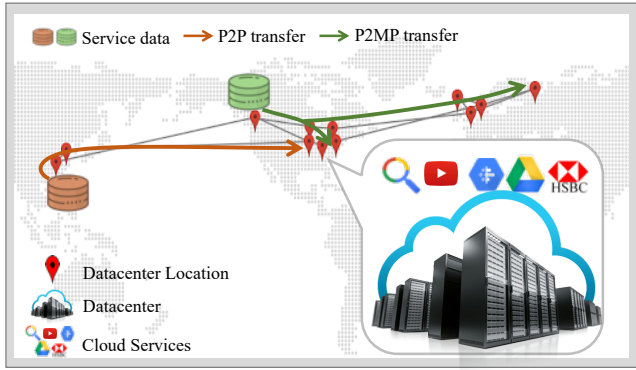 Service data P2P transfer P2MP transfer
HSBC
Datacenter Location
Datacenter
Cloud Services